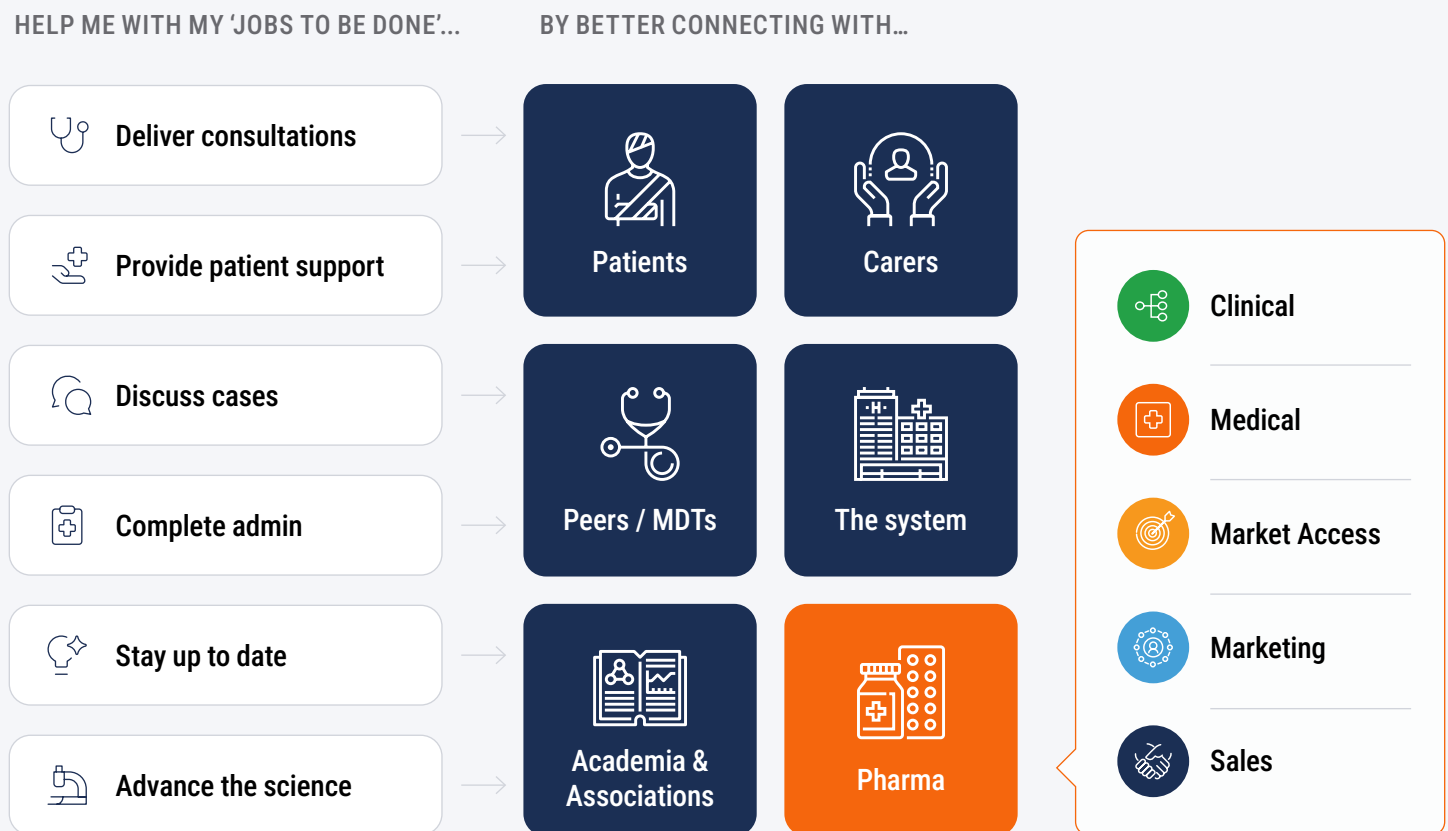 HELP ME WITH MY ‘JOBS TO BE DONE’...
BY BETTER CONNECTING WITH…
Deliver consultations
Provide patient support
Discuss cases
Complete admin
Stay up to date
Advance the science
Patients
Carers
Peers / MDTs
H
The system
Academia &
Associations
Pharma
Clinical
Medical
Market Access
Marketing
Sales